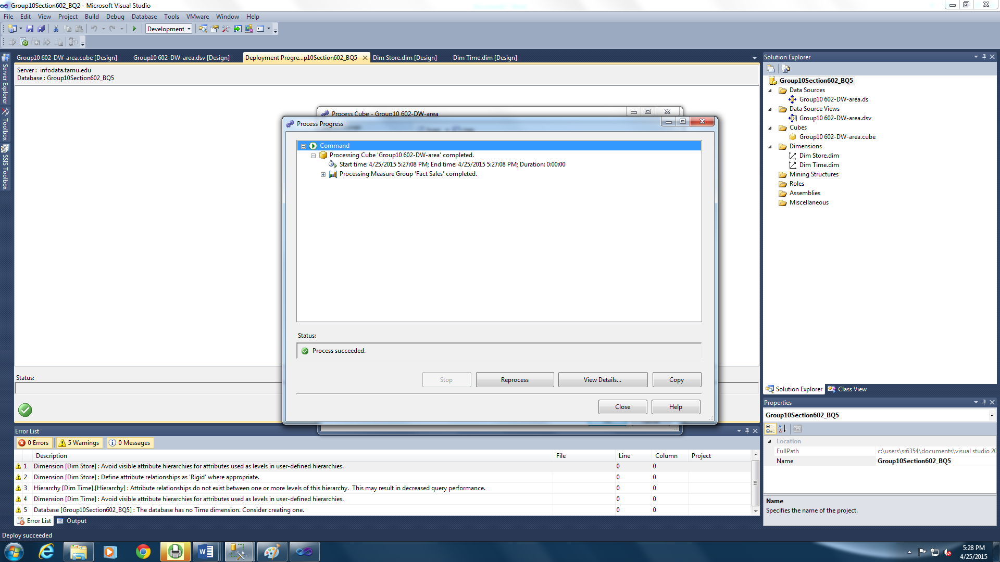 Group10Section602_BQ2 - Microsoft Visual Studio
File Edit View Project Build Debug Database Tools VMware Window Help
Development
Group10 602-DW-area.cube [Design] Group10 602-DW-area.dsv [Design] Deployment Progre...p10Section602_BQ5 Dim Store.dim [Design] Dim Time.dim [Design]
Server : infodata.tamu.edu
Database : Group10Section602_BQ5
Server Explorer
Toolbox
SSIS Toolbox
Process Cube - Group10 602-DW-area
Process Progress
Command
Processing Cube 'Group10 602-DW-area' completed.
Start time: 4/25/2015 5:27:08 PM; End time: 4/25/2015 5:27:08 PM; Duration: 0:00:00
Processing Measure Group 'Fact Sales' completed.
Status:
Process succeeded.
Stop Reprocess View Details... Copy
Close Help
Status:
Solution Explorer
Group10Section602_BQ5
Data Sources
Group10 602-DW-area.ds
Data Source Views
Group10 602-DW-area.dsv
Cubes
Group10 602-DW-area.cube
Dimensions
Dim Store.dim
Dim Time.dim
Mining Structures
Roles
Assemblies
Miscellaneous
Solution Explorer Class View
Properties
Group10Section602_BQ5
Location
FullPath c:\users\sr6354\documents\visual studio 20
Name Group10Section602_BQ5
Name
Specifies the name of the project.
Error List
0 Errors 5 Warnings 0 Messages
Description File Line Column Project
1 Dimension [Dim Store] : Avoid visible attribute hierarchies for attributes used as levels in user-defined hierarchies. 0 0
2 Dimension [Dim Store] : Define attribute relationships as 'Rigid' where appropriate. 0 0
3 Hierarchy [Dim Time].[Hierarchy] : Attribute relationships do not exist between one or more levels of this hierarchy. This may result in decreased query performance. 0 0
4 Dimension [Dim Time] : Avoid visible attribute hierarchies for attributes used as levels in user-defined hierarchies. 0 0
5 Database [Group10Section602_BQ5] : The database has no Time dimension. Consider creating one. 0 0
Error List Output
Deploy succeeded
5:28 PM
4/25/2015